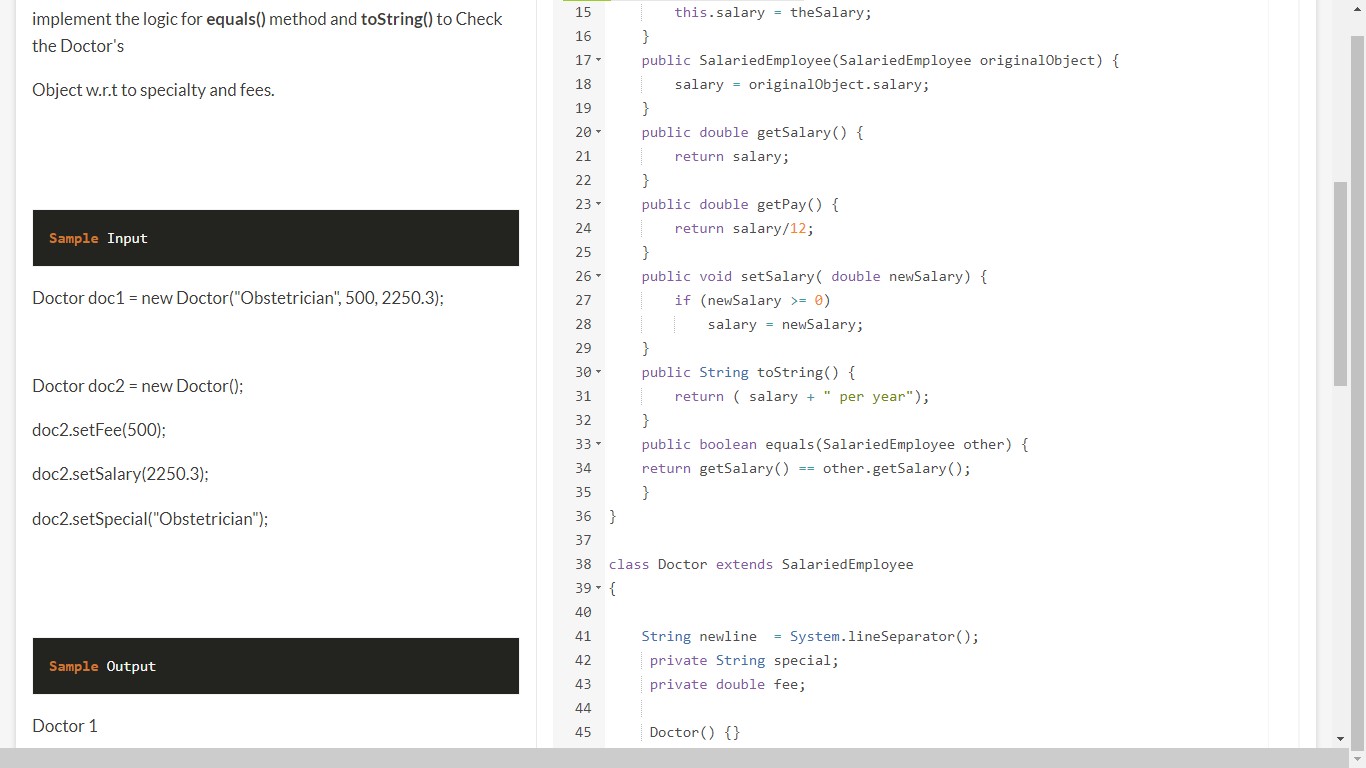 implement the logic for equals() method and toString() to Check
the Doctor's
Object w.r.t to specialty and fees.
Sample Input
Doctor doc1 = new Doctor("Obstetrician", 500, 2250.3);
Doctor doc2 = new Doctor();
doc2.setFee(500);
doc2.setSalary(2250.3);
doc2.setSpecial("Obstetrician");
Sample Output
Doctor 1
15 this.salary = theSalary;
16 }
17 public SalariedEmployee(SalariedEmployee originalObject) {
18 salary = originalObject.salary;
19 }
20 public double getSalary() {
21 return salary;
22 }
23 public double getPay() {
24 return salary/12;
25 }
26 public void setSalary( double newSalary) {
27 if (newSalary >= 0)
28 salary = newSalary;
29 }
30 public String toString() {
31 return ( salary + " per year");
32 }
33 public boolean equals(SalariedEmployee other) {
34 return getSalary() == other.getSalary();
35 }
36 }
37
38 class Doctor extends SalariedEmployee
39 {
40
41 String newline = System.lineSeparator();
42 private String special;
43 private double fee;
44
45 Doctor() {}